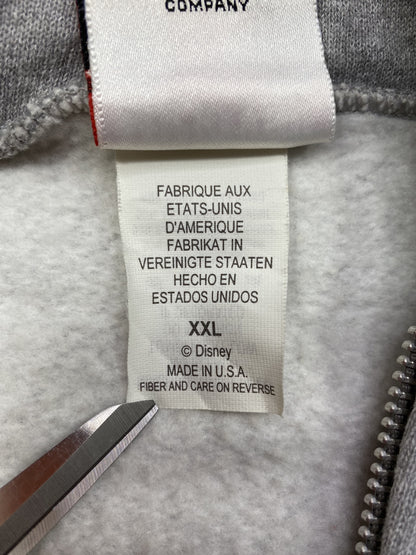 COMPANY
FABRIQUE AUX
ETATS-UNIS
D'AMERIQUE
FABRIKAT IN
VEREINIGTE STAATEN
HECHO EN
ESTADOS UNIDOS
XXL
© Disney
MADE IN U.S.A.
FIBER AND CARE ON REVERSE